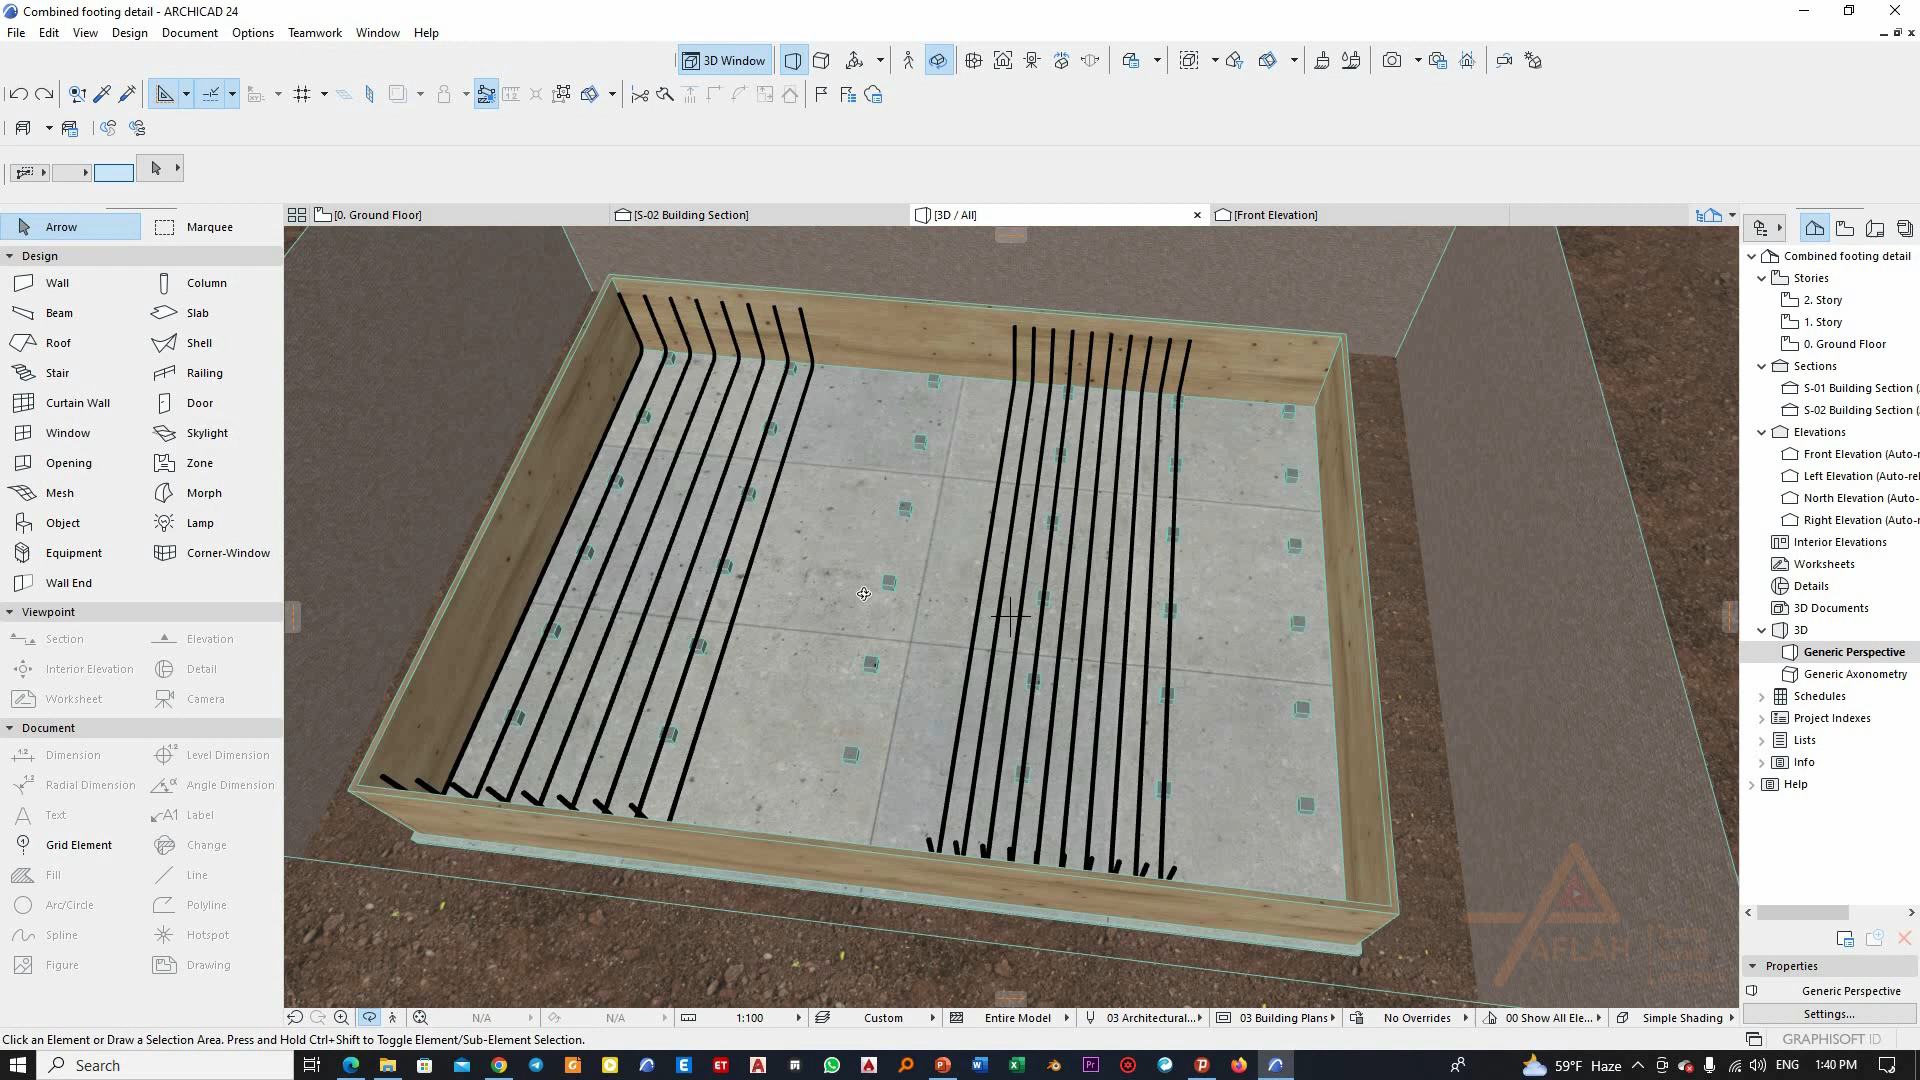 Combined footing detail - ARCHICAD 24
File Edit View Design Document Options Teamwork Window Help
3D Window
[0. Ground Floor]
[S-02 Building Section]
[3D / All]
[Front Elevation]
Arrow Marquee
Design
Wall Column
Beam Slab
Roof Shell
Stair Railing
Curtain Wall Door
Window Skylight
Opening Zone
Mesh Morph
Object Lamp
Equipment Corner-Window
Wall End
Viewpoint
Section Elevation
Interior Elevation Detail
Worksheet Camera
Document
Dimension Level Dimension
Radial Dimension Angle Dimension
Text Label
Grid Element Change
Fill Line
Arc/Circle Polyline
Spline Hotspot
Figure Drawing
Combined footing detail
Stories
2. Story
1. Story
0. Ground Floor
Sections
S-01 Building Section (
S-02 Building Section (
Elevations
Front Elevation (Auto-
Left Elevation (Auto-rel
North Elevation (Auto-
Right Elevation (Auto-r
Interior Elevations
Worksheets
Details
3D Documents
3D
Generic Perspective
Generic Axonometry
Schedules
Project Indexes
Lists
Info
Help
AFLAH
Properties
Generic Perspective
Settings...
N/A N/A 1:100 Custom Entire Model 03 Architectural... 03 Building Plans No Overrides 00 Show All Ele... Simple Shading
Click an Element or Draw a Selection Area. Press and Hold Ctrl+Shift to Toggle Element/Sub-Element Selection.
GRAPHISOFT ID
Search
59°F Haze
ENG
1:40 PM